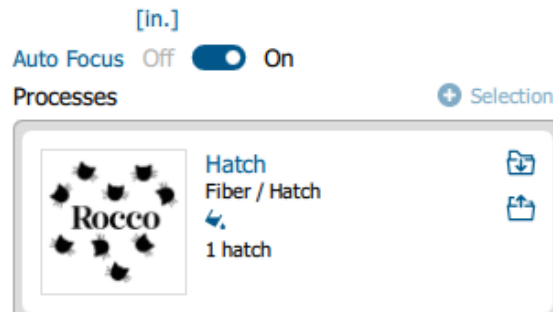 [in.]
Auto Focus Off On
Processes Selection
Hatch
Fiber / Hatch
Rocco
1 hatch